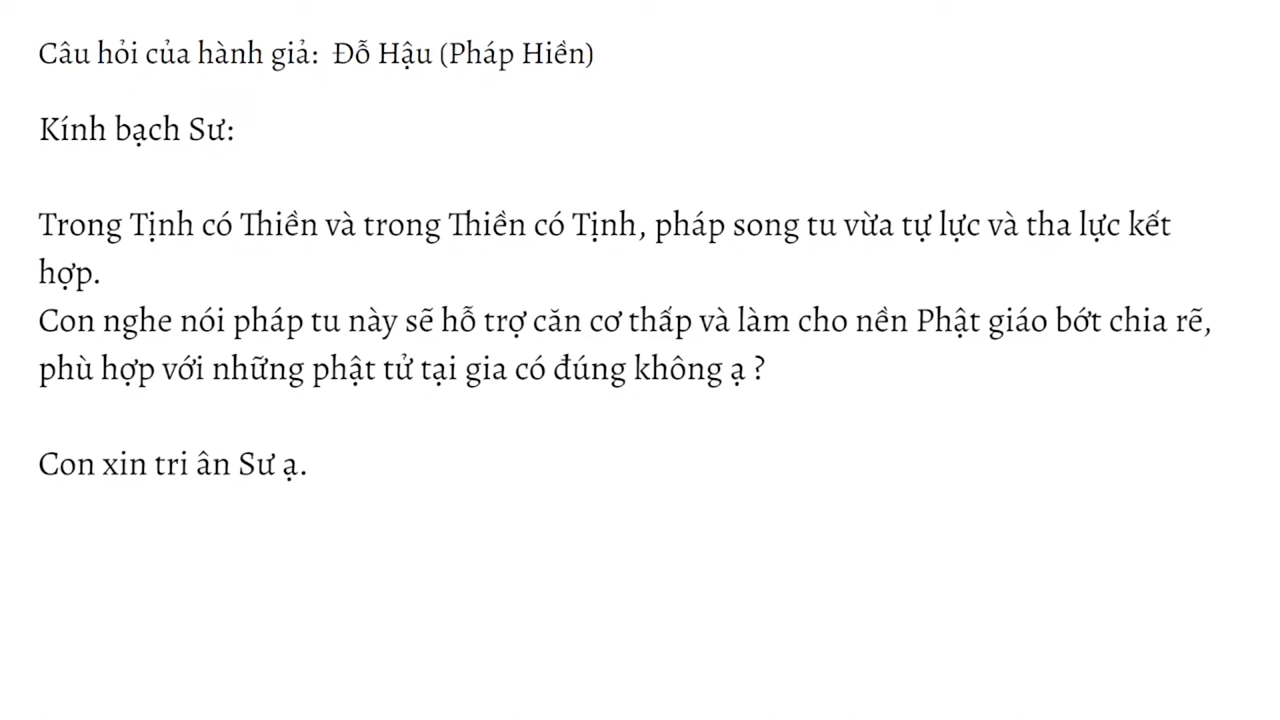 Câu hỏi của hành giả: Đỗ Hậu (Pháp Hiền)
Kính bạch Sư:
Trong Tịnh có Thiền và trong Thiền có Tịnh, pháp song tu vừa tự lực và tha lực kết
hợp.
Con nghe nói pháp tu này sẽ hỗ trợ căn cơ thấp và làm cho nền Phật giáo bớt chia rẽ,
phù hợp với những phật tử tại gia có đúng không ạ ?
Con xin tri ân Sư ạ.